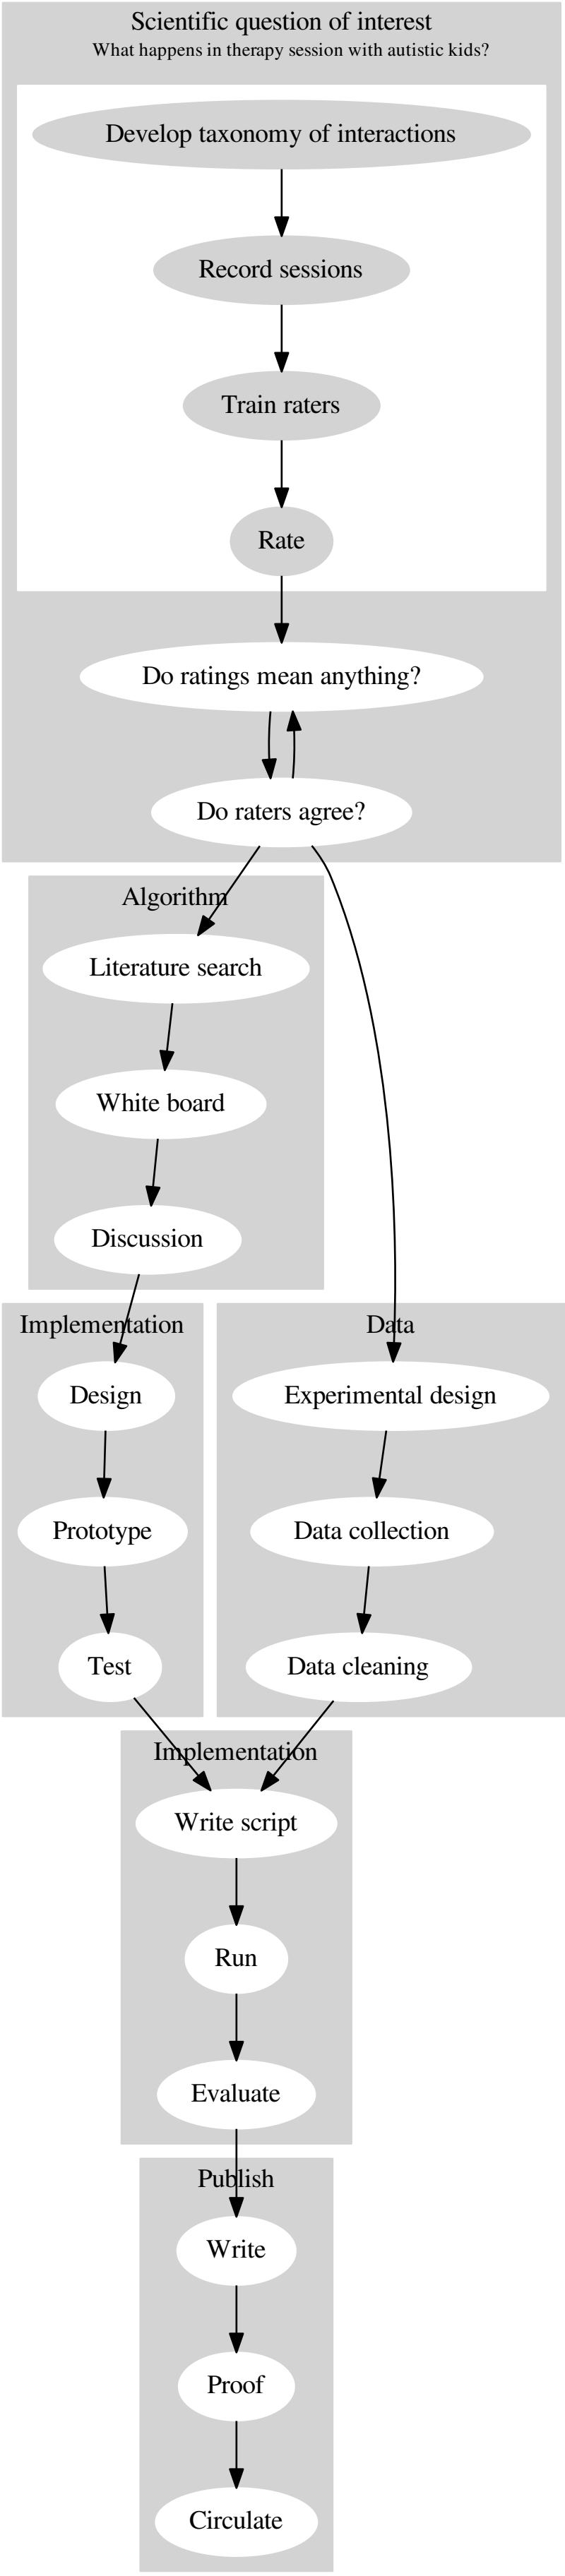 Scientific question of interest
What happens in therapy session with autistic kids?
Develop taxonomy of interactions
Record sessions
Train raters
Rate
Do ratings mean anything?
Do raters agree?
Algorithm
Literature search
White board
Discussion
Implementation
Design
Prototype
Test
Data
Experimental design
Data collection
Data cleaning
Implementation
Write script
Run
Evaluate
Publish
Write
Proof
Circulate